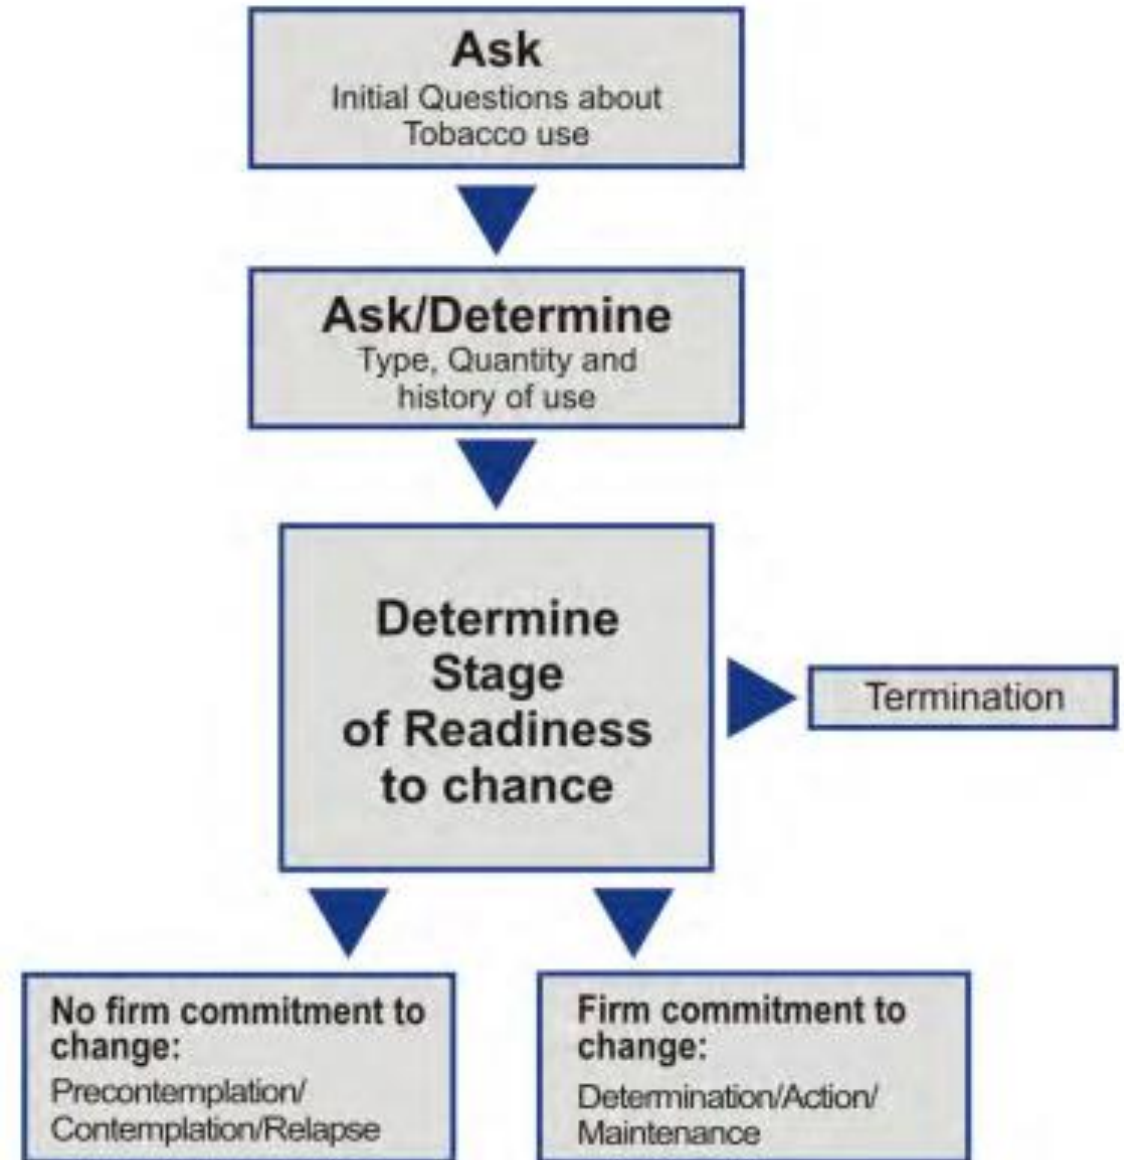 Ask
Initial Questions about
Tobacco use
Ask/Determine
Type, Quantity and
history of use
Determine
Stage
of Readiness
to chance
Termination
No firm commitment to
change:
Precontemplation/
Contemplation/Relapse
Firm commitment to
change:
Determination/Action/
Maintenance